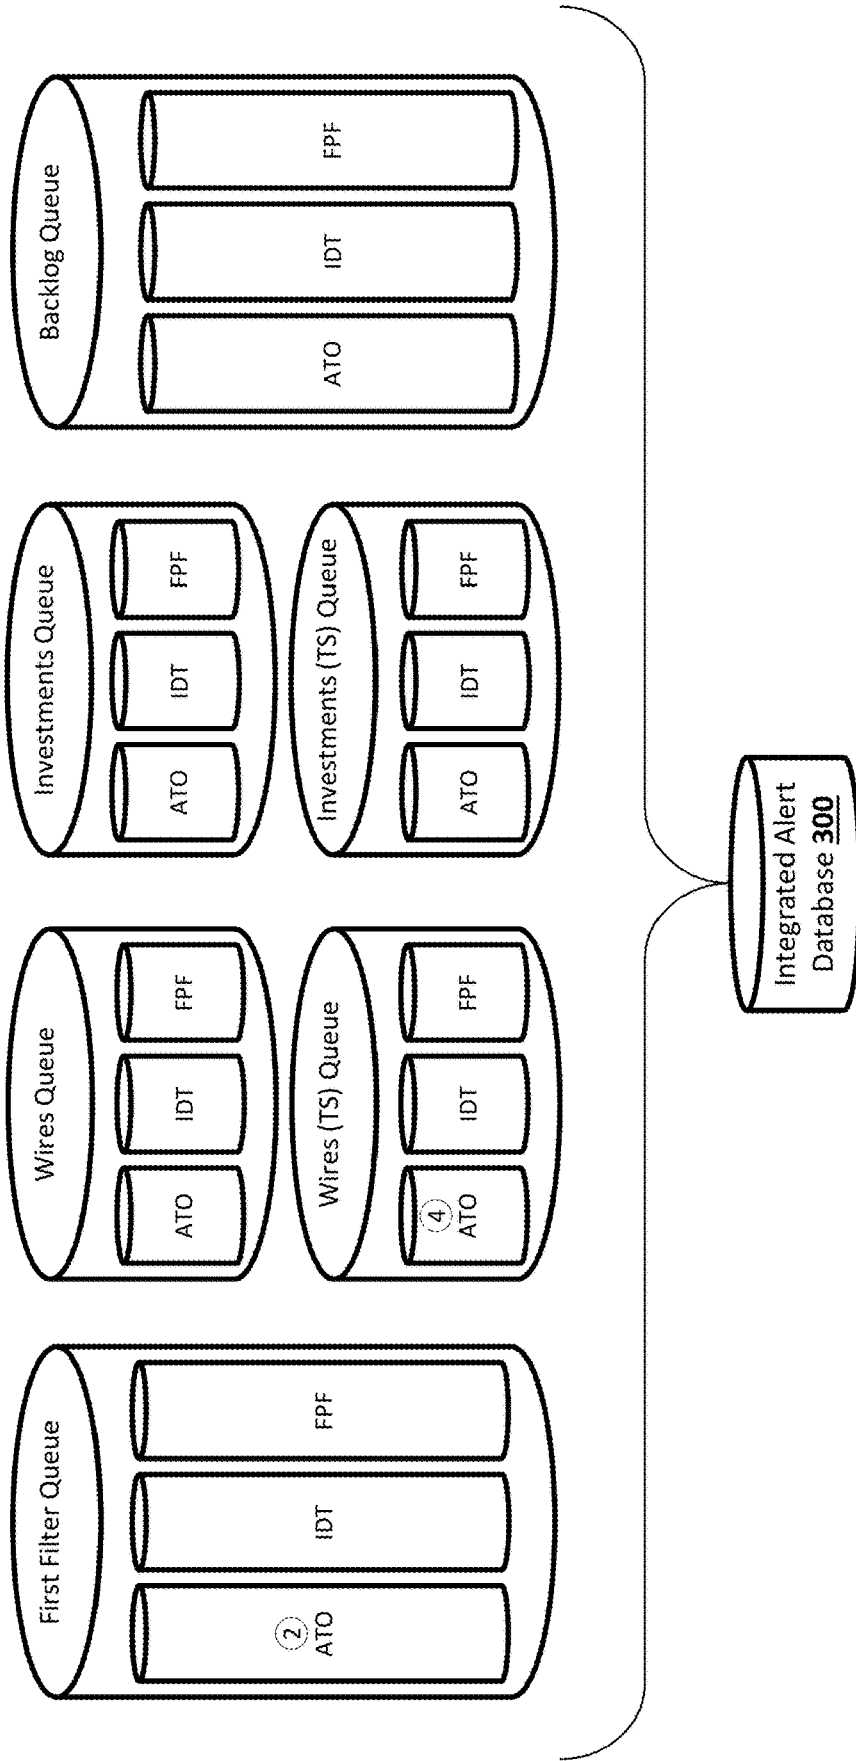 First Filter Queue
②
ATO
IDT
FPF
Wires Queue
ATO
IDT
FPF
Wires (TS) Queue
④
ATO
IDT
FPF
Investments Queue
ATO
IDT
FPF
Investments (TS) Queue
ATO
IDT
FPF
Backlog Queue
ATO
IDT
FPF
Integrated Alert
Database 300